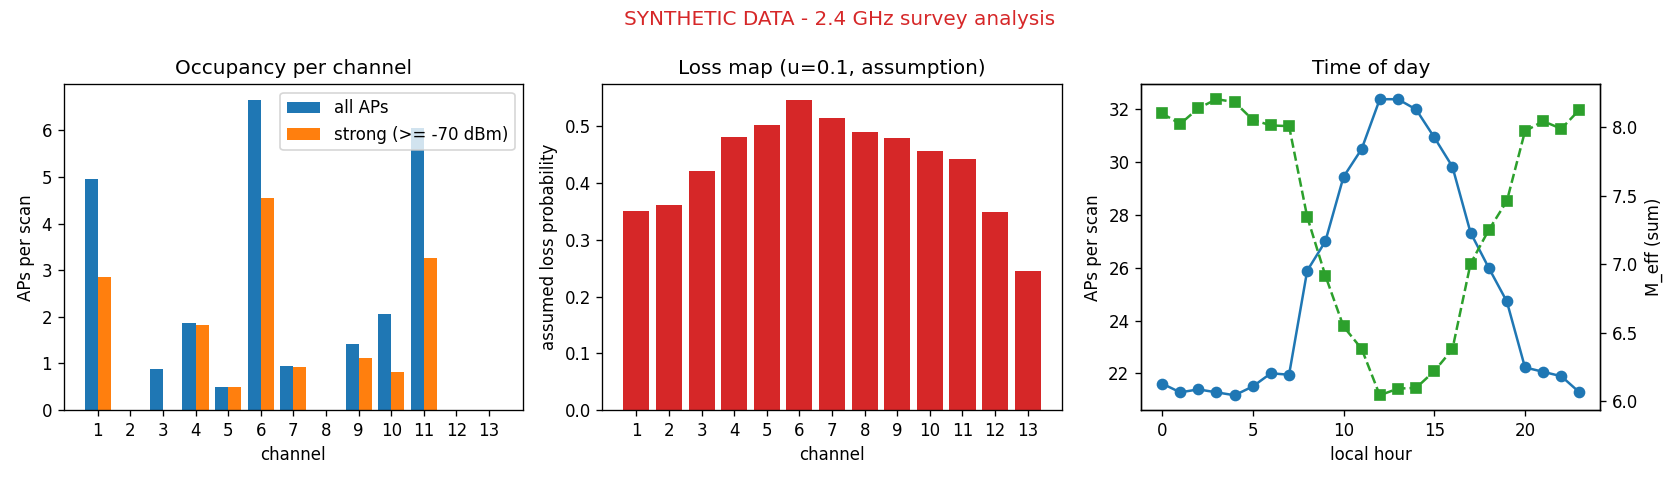 SYNTHETIC DATA - 2.4 GHz survey analysis
Occupancy per channel
all APs
strong (>= -70 dBm)
APs per scan
6
5
4
3
2
1
0
1 2 3 4 5 6 7 8 9 10 11 12 13
channel
Loss map (u=0.1, assumption)
assumed loss probability
0.5
0.4
0.3
0.2
0.1
0.0
1 2 3 4 5 6 7 8 9 10 11 12 13
channel
Time of day
APs per scan
32
30
28
26
24
22
0 5 10 15 20
local hour
8.0
7.5
7.0
6.5
6.0
M_eff (sum)